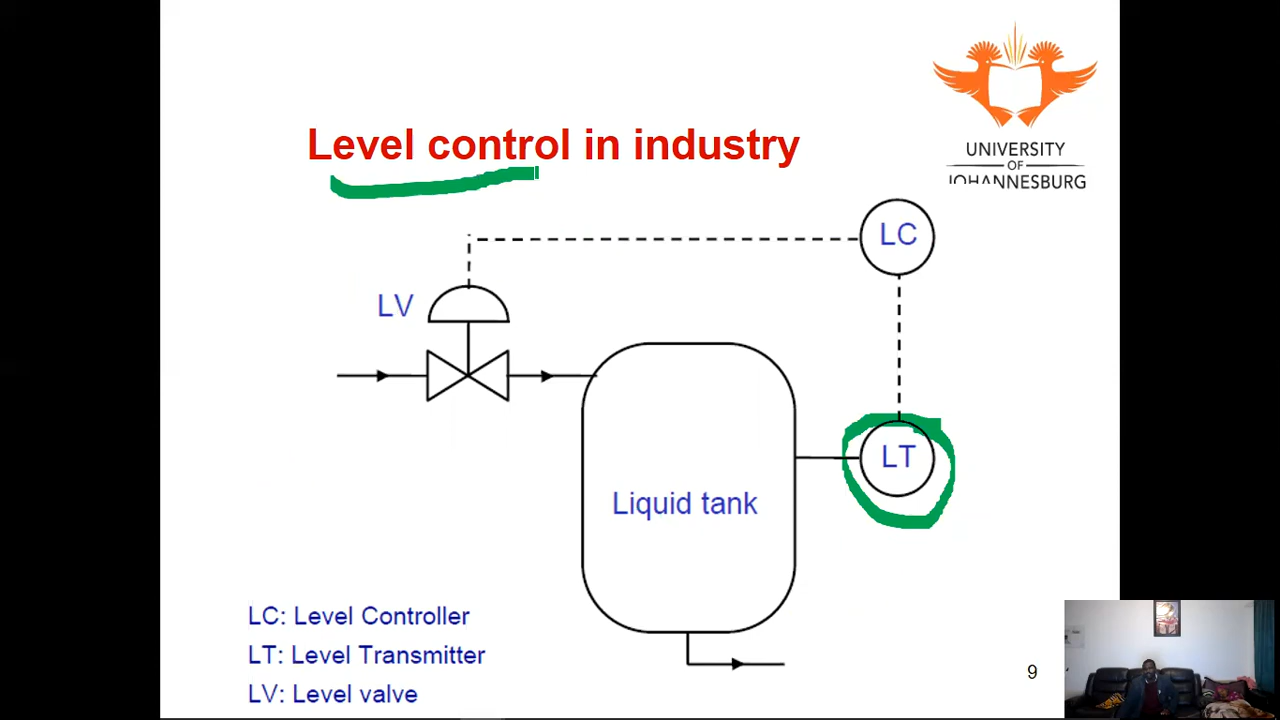 Level control in industry
UNIVERSITY
OF
JOHANNESBURG
LC
LV
LT
Liquid tank
LC: Level Controller
LT: Level Transmitter
LV: Level valve
9